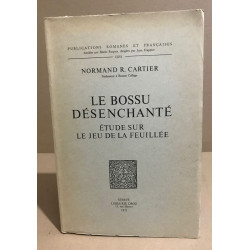 PUBLICATIONS ROMANES ET FRANÇAISES
NORMAND R. CARTIER
LE BOSSU
DÉSENCHANTÉ
ÉTUDE SUR
LE JEU DE LA FEUILLÉE
GENÈVE
LIBRAIRIE DROZ